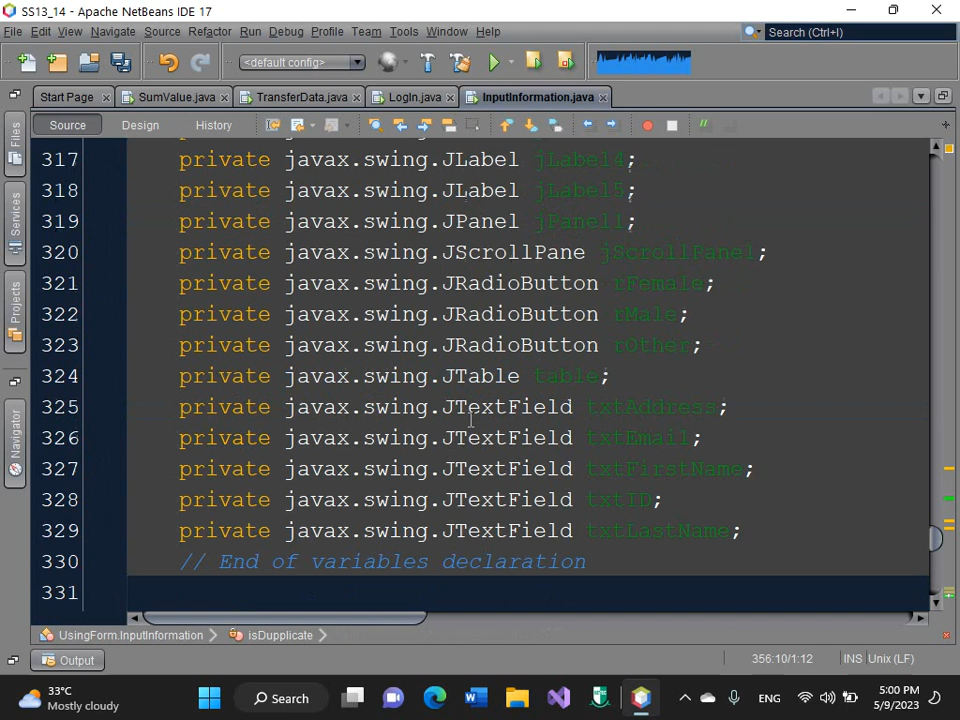 SS13_14 - Apache NetBeans IDE 17
File Edit View Navigate Source Refactor Run Debug Profile Team Tools Window Help
Search (Ctrl+I)
<default config>
Start Page
SumValue.java
TransferData.java
LogIn.java
InputInformation.java
Source Design History
Files
Services
Projects
Navigator
317 private javax.swing.JLabel jLabel4;
318 private javax.swing.JLabel jLabel5;
319 private javax.swing.JPanel jPanel1;
320 private javax.swing.JScrollPane jScrollPane1;
321 private javax.swing.JRadioButton rFemale;
322 private javax.swing.JRadioButton rMale;
323 private javax.swing.JRadioButton rOther;
324 private javax.swing.JTable table;
325 private javax.swing.JTextField txtAddress;
326 private javax.swing.JTextField txtEmail;
327 private javax.swing.JTextField txtFirstName;
328 private javax.swing.JTextField txtID;
329 private javax.swing.JTextField txtLastName;
330 // End of variables declaration
331
UsingForm.InputInformation
isDupplicate
Output
356:10/1:12
INS
Unix (LF)
33°C
Mostly cloudy
Search
ENG
5:00 PM
5/9/2023